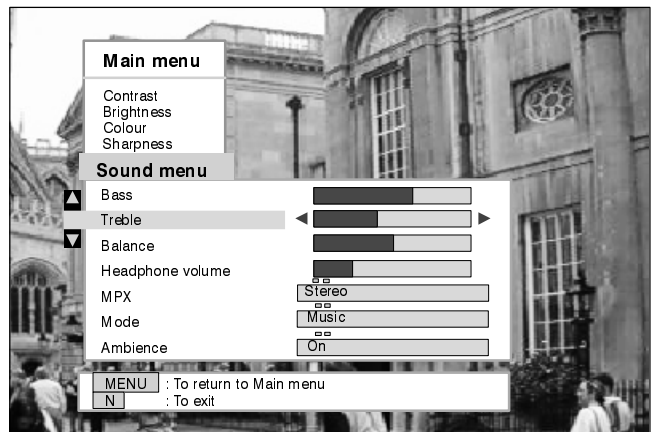 Main menu
Contrast
Brightness
Colour
Sharpness
Sound menu
Bass
Treble
Balance
Headphone volume
MPX Stereo
Mode Music
Ambience On
MENU : To return to Main menu
N : To exit